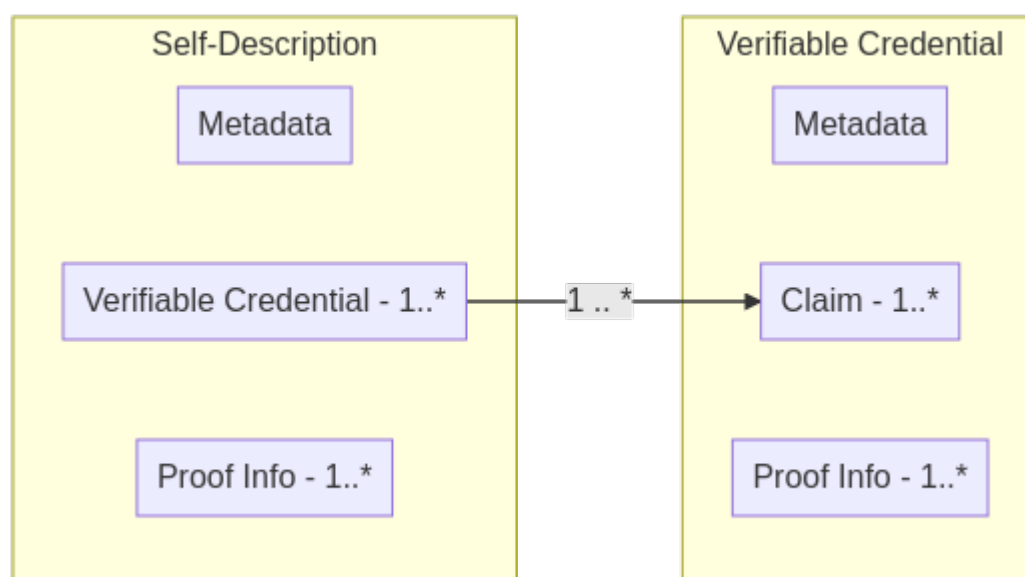 Self-Description
Metadata
Verifiable Credential - 1..*
Proof Info - 1..*
1 .. *
Verifiable Credential
Metadata
Claim - 1..*
Proof Info - 1..*